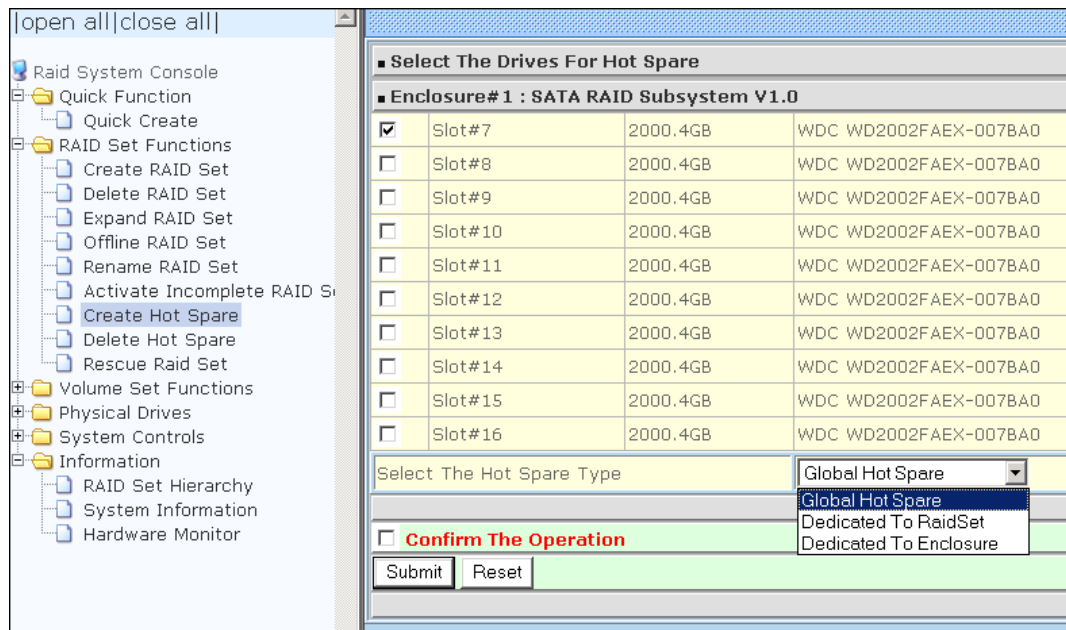 |open all|close all|
Raid System Console
Quick Function
Quick Create
RAID Set Functions
Create RAID Set
Delete RAID Set
Expand RAID Set
Offline RAID Set
Rename RAID Set
Activate Incomplete RAID S
Create Hot Spare
Delete Hot Spare
Rescue Raid Set
Volume Set Functions
Physical Drives
System Controls
Information
RAID Set Hierarchy
System Information
Hardware Monitor
Select The Drives For Hot Spare
Enclosure#1 : SATA RAID Subsystem V1.0
Slot#7 2000.4GB WDC WD2002FAEX-007BA0
Slot#8 2000.4GB WDC WD2002FAEX-007BA0
Slot#9 2000.4GB WDC WD2002FAEX-007BA0
Slot#10 2000.4GB WDC WD2002FAEX-007BA0
Slot#11 2000.4GB WDC WD2002FAEX-007BA0
Slot#12 2000.4GB WDC WD2002FAEX-007BA0
Slot#13 2000.4GB WDC WD2002FAEX-007BA0
Slot#14 2000.4GB WDC WD2002FAEX-007BA0
Slot#15 2000.4GB WDC WD2002FAEX-007BA0
Slot#16 2000.4GB WDC WD2002FAEX-007BA0
Select The Hot Spare Type Global Hot Spare
Global Hot Spare
Dedicated To RaidSet
Dedicated To Enclosure
Confirm The Operation
Submit Reset